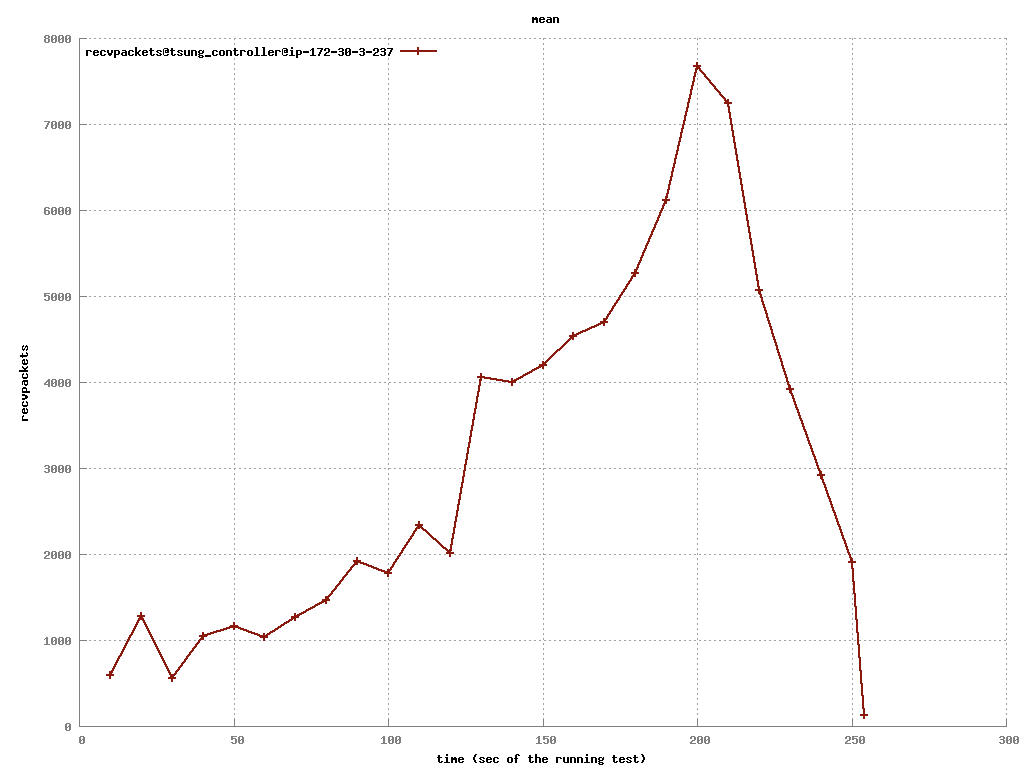 mean
recvpackets@tsung_controller@ip-172-30-3-237
8000
7000
6000
5000
4000
3000
2000
1000
0
recvpackets
0 50 100 150 200 250 300
time (sec of the running test)